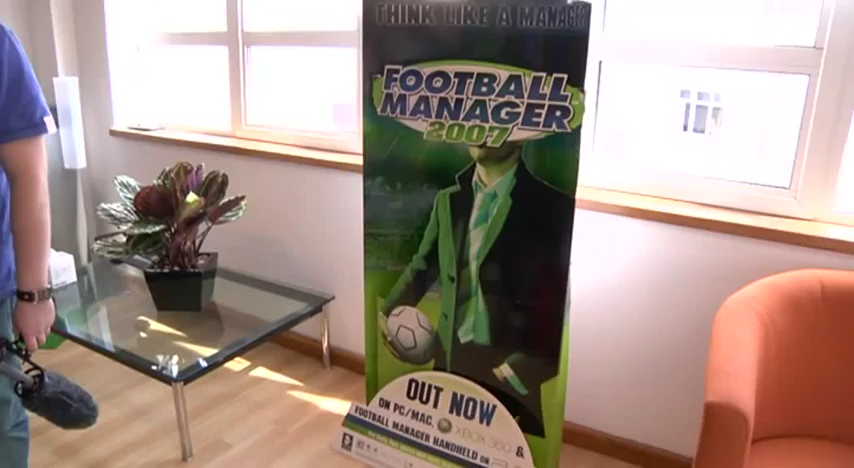 THINK LIKE A MANAGER
FOOTBALL
MANAGER
2007
OUT NOW
ON PC/MAC, XBOX 360 &
FOOTBALL MANAGER HANDHELD ON